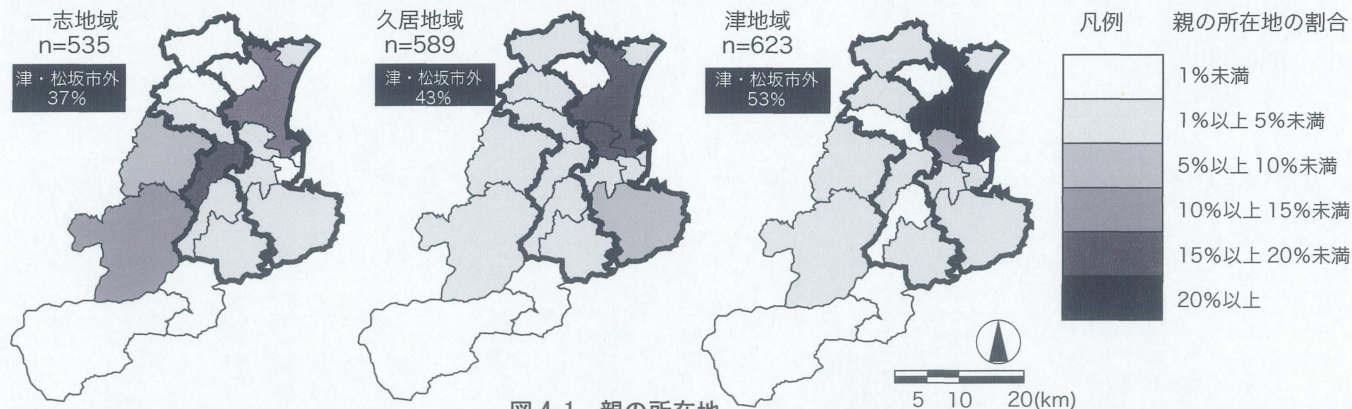 一志地域
n=535
津・松坂市外
37%
久居地域
n=589
津・松坂市外
43%
津地域
n=623
津・松坂市外
53%
凡例 親の所在地の割合
1%未満
1%以上 5%未満
5%以上 10%未満
10%以上 15%未満
15%以上 20%未満
20%以上
5 10 20(km)
図 4-1 親の所在地